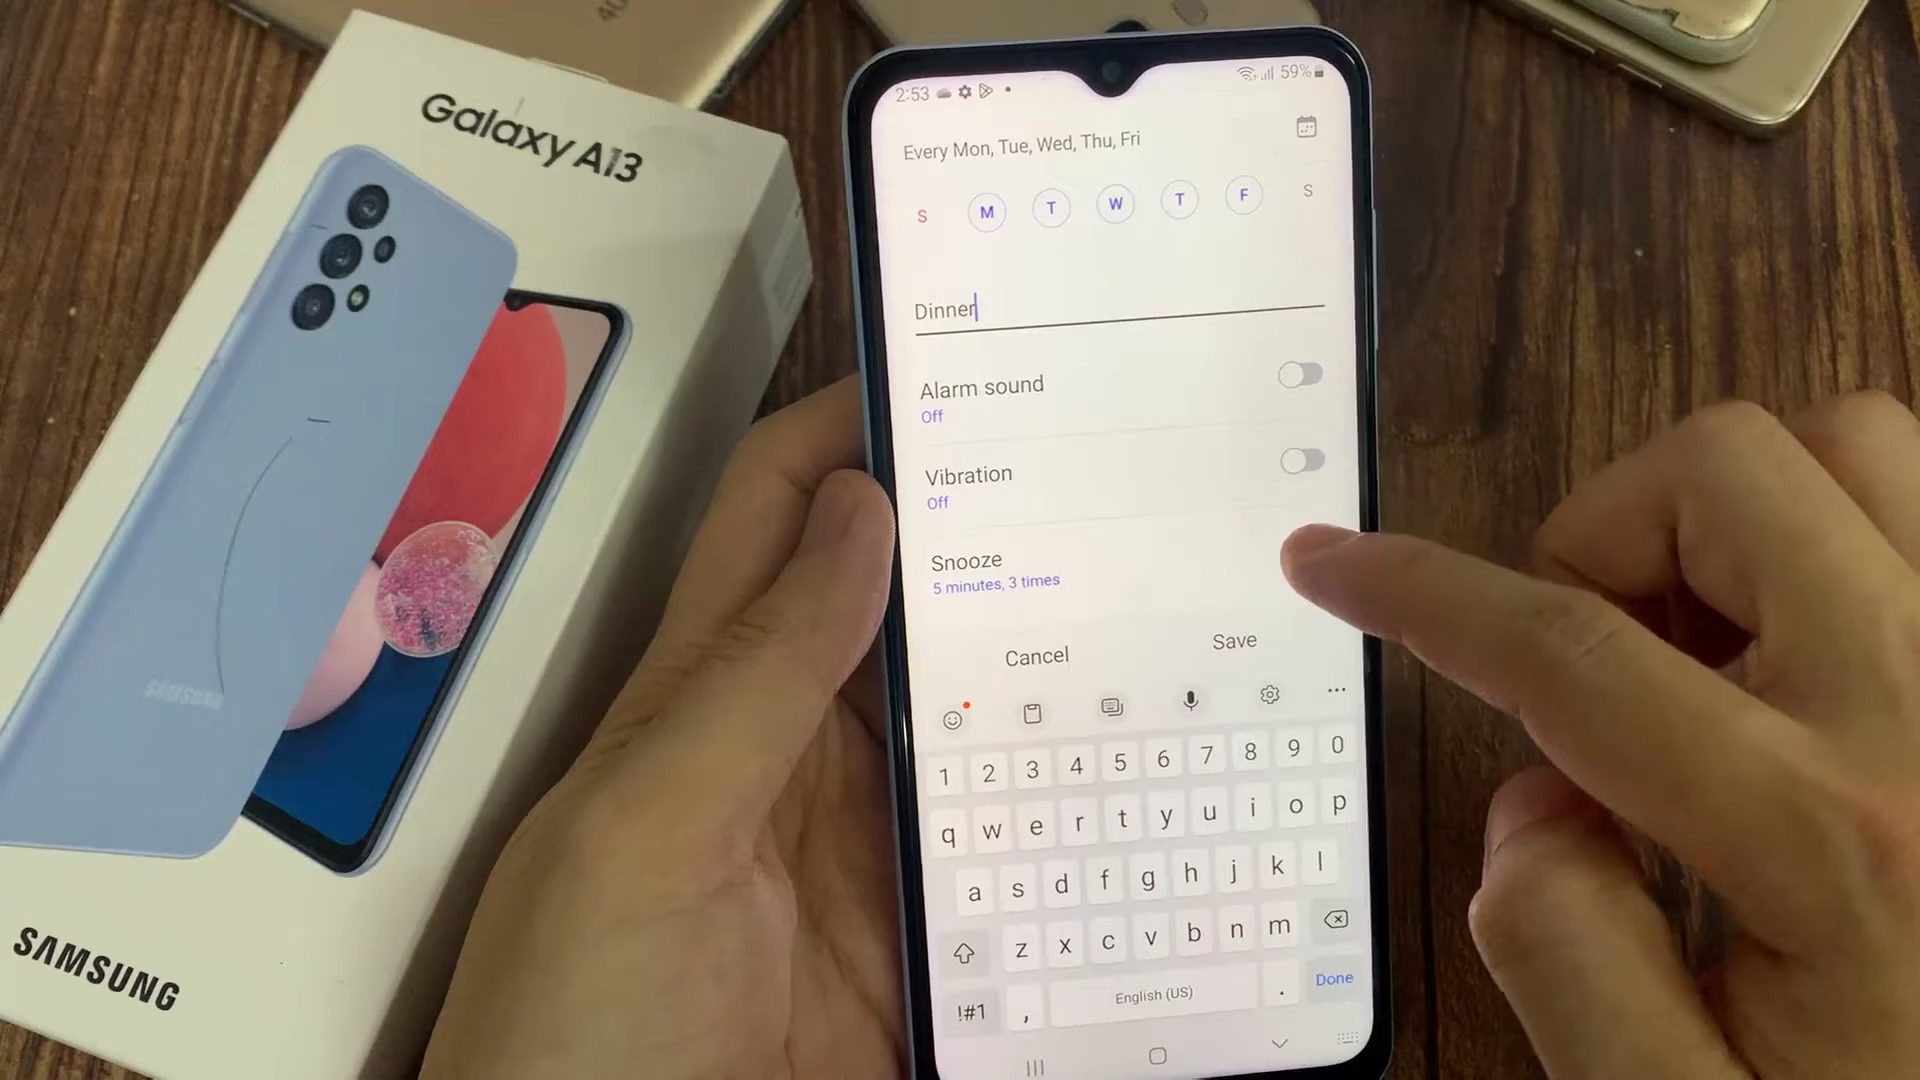 Galaxy A13
SAMSUNG
SAMSUNG
2:53
59%
Every Mon, Tue, Wed, Thu, Fri
S M T W T F S
Dinner
Alarm sound
Off
Vibration
Off
Snooze
5 minutes, 3 times
Cancel Save
1 2 3 4 5 6 7 8 9 0
q w e r t y u i o p
a s d f g h j k l
z x c v b n m
!#1 , English (US) . Done